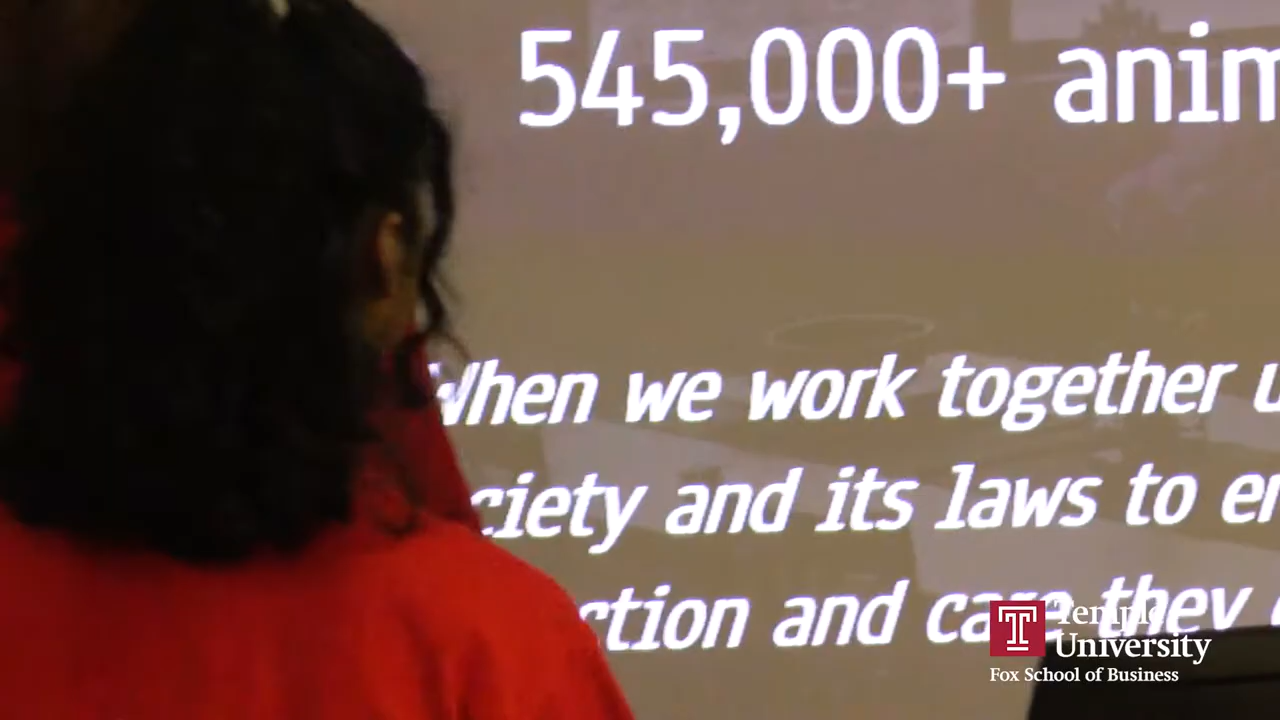 545,000+ anim
When we work together u
ciety and its laws to en
ction and care they
Temple
University
Fox School of Business